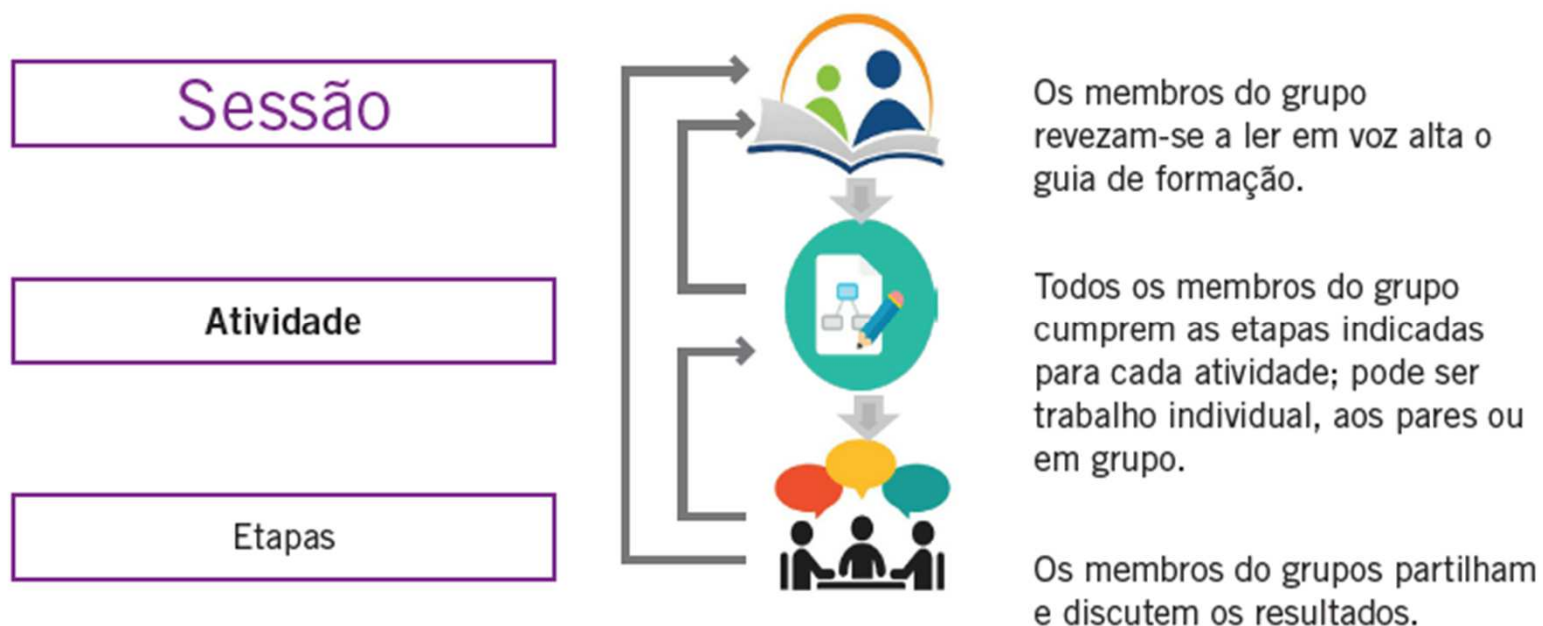 Sessão
Os membros do grupo
revezam-se a ler em voz alta o
guia de formação.
Atividade
Todos os membros do grupo
cumprem as etapas indicadas
para cada atividade; pode ser
trabalho individual, aos pares ou
em grupo.
Etapas
Os membros do grupos partilham
e discutem os resultados.